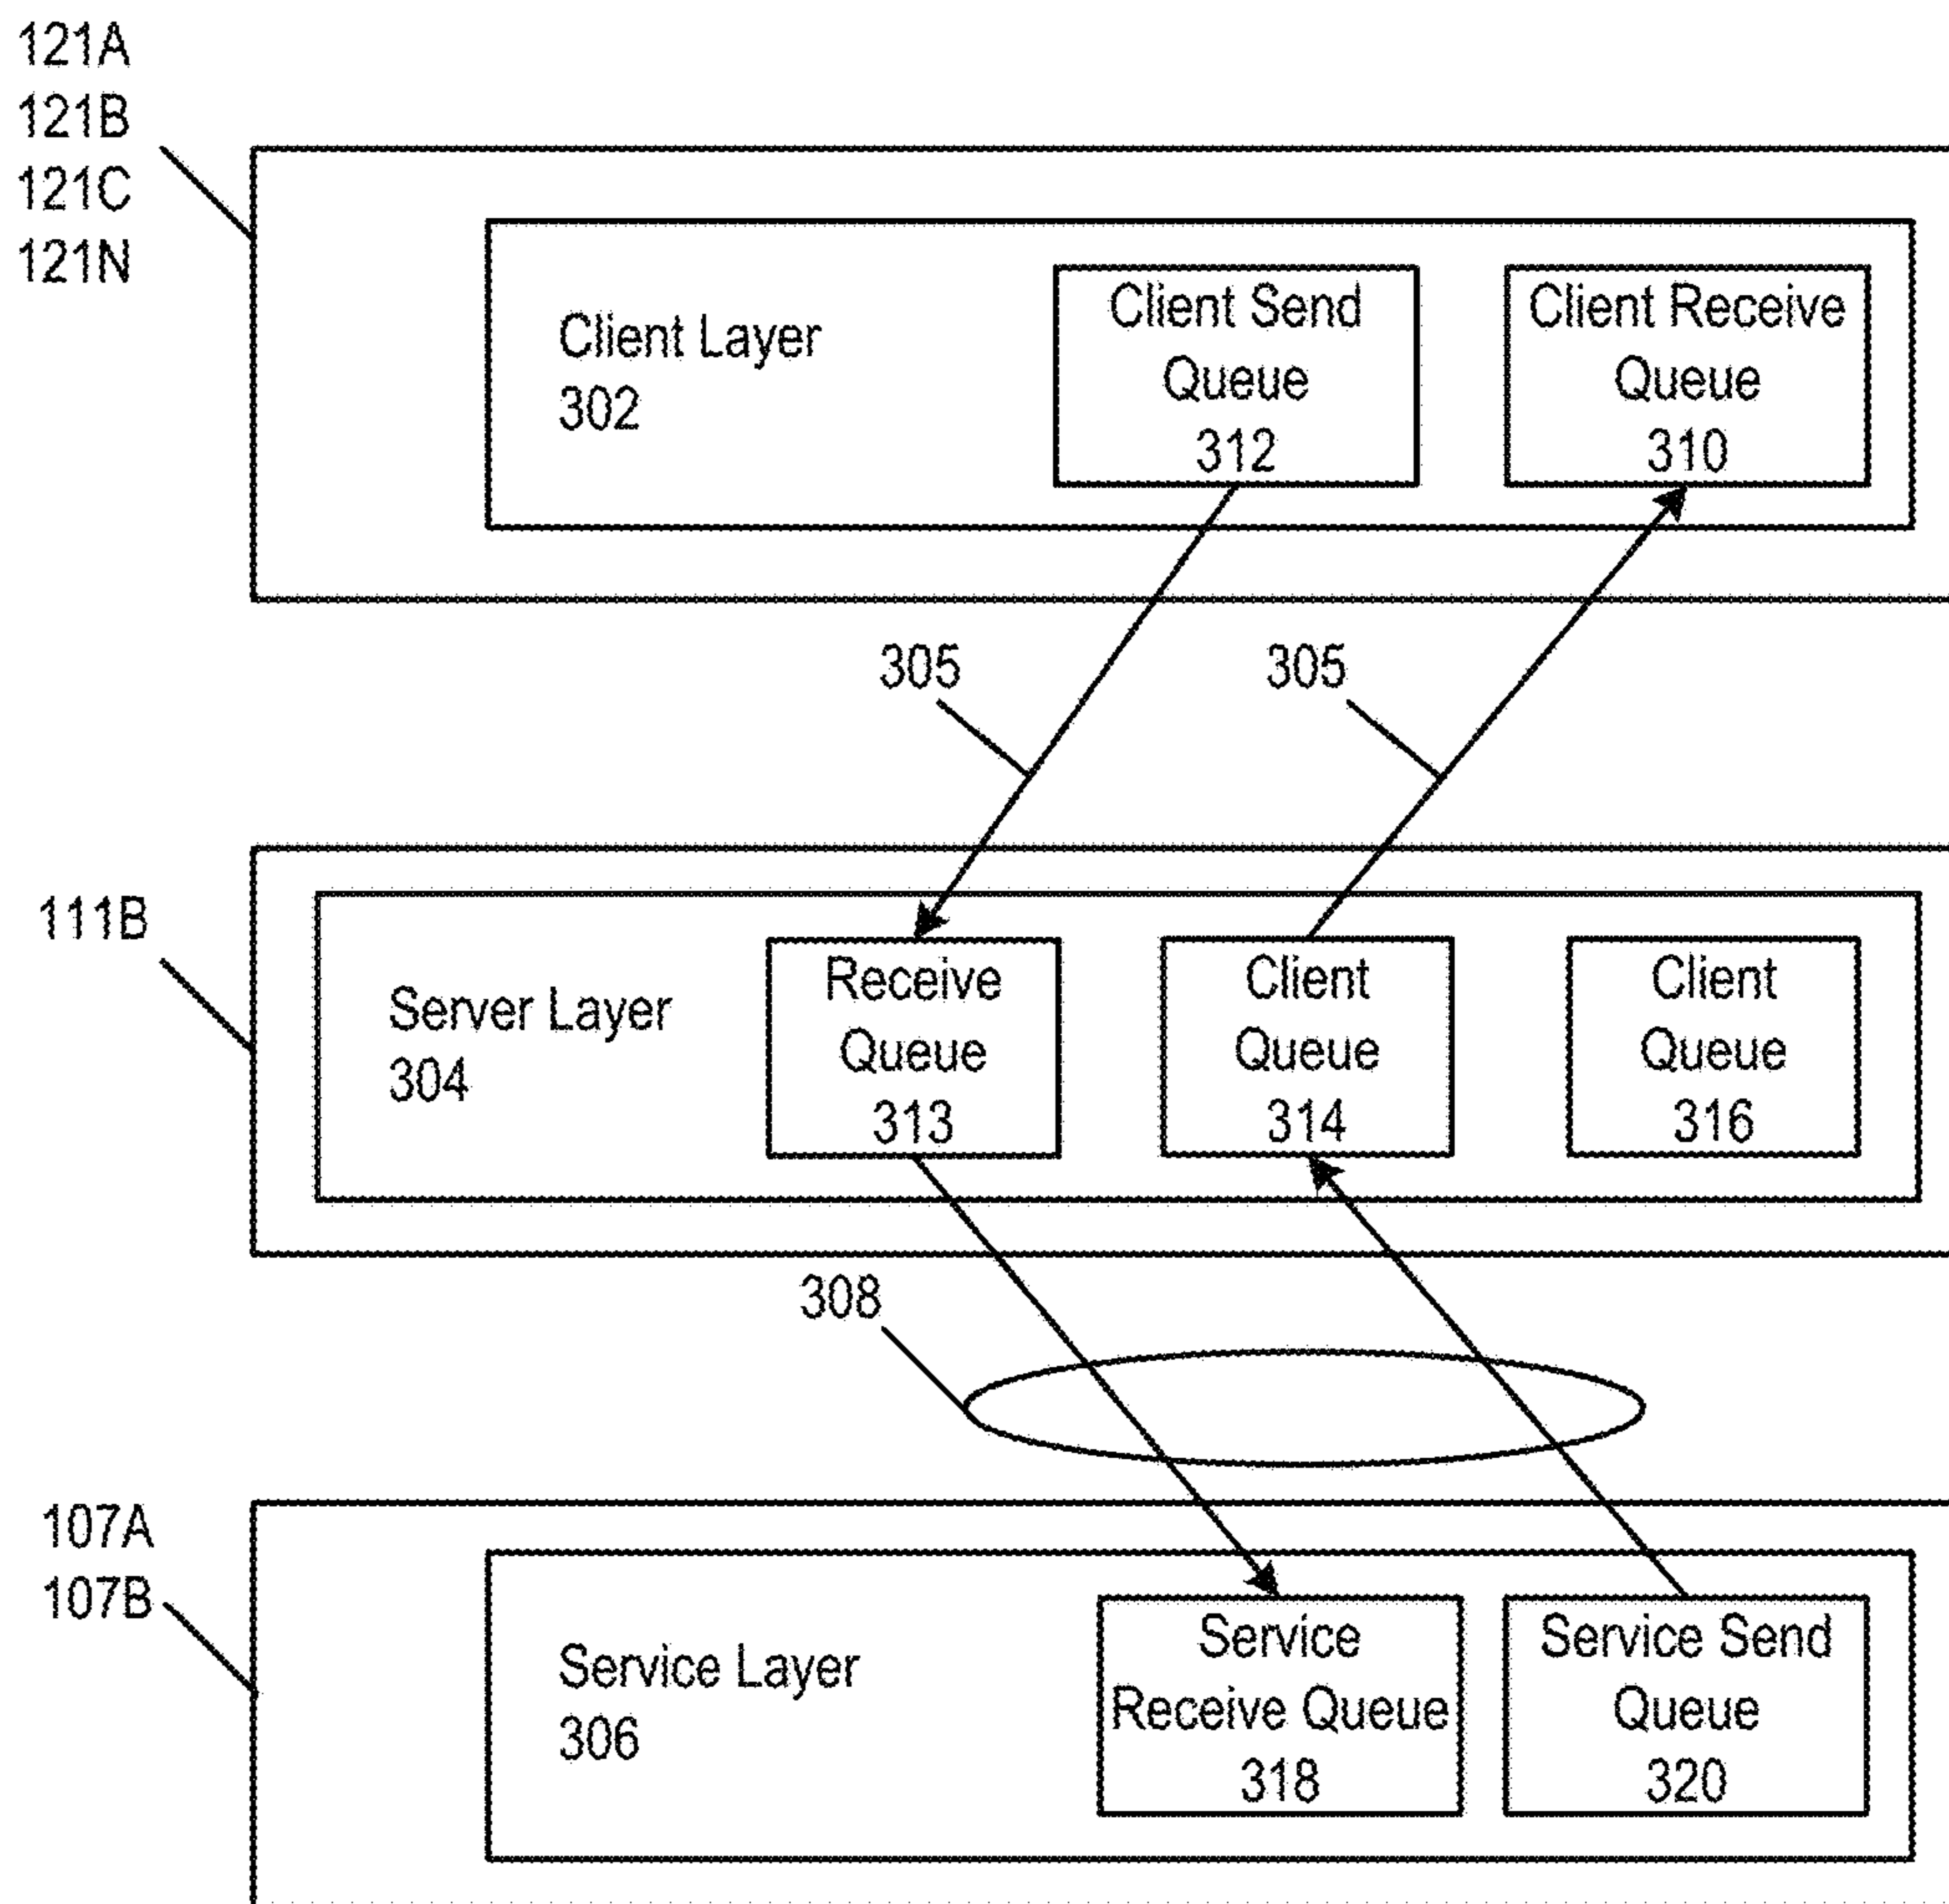 121A
121B
121C
121N
Client Layer
302
Client Send
Queue
312
Client Receive
Queue
310
305
305
111B
Server Layer
304
Receive
Queue
313
Client
Queue
314
Client
Queue
316
308
107A
107B
Service Layer
306
Service
Receive Queue
318
Service Send
Queue
320